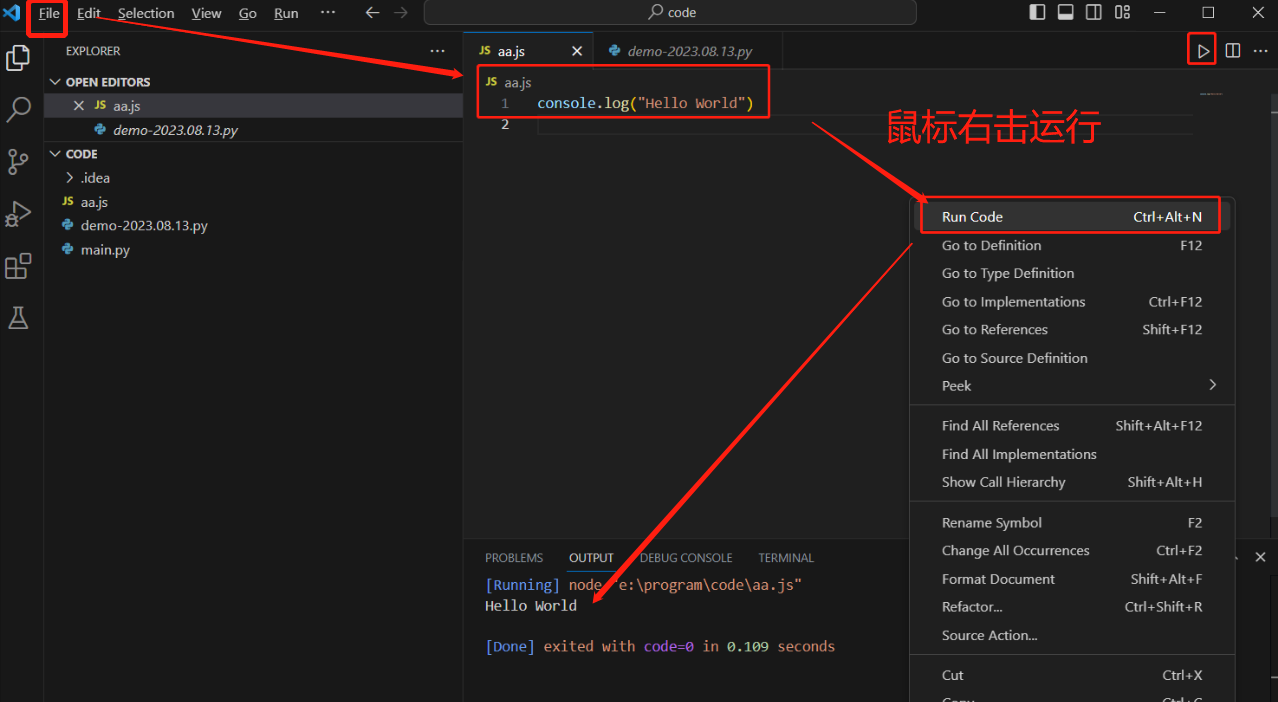 File Edit Selection View Go Run ··· code
EXPLORER ···
OPEN EDITORS
JS aa.js
demo-2023.08.13.py
CODE
.idea
JS aa.js
demo-2023.08.13.py
main.py
JS aa.js demo-2023.08.13.py ···
JS aa.js
1 console.log("Hello World")
2
鼠标右击运行
Run Code Ctrl+Alt+N
Go to Definition F12
Go to Type Definition
Go to Implementations Ctrl+F12
Go to References Shift+F12
Go to Source Definition
Peek
Find All References Shift+Alt+F12
Find All Implementations
Show Call Hierarchy Shift+Alt+H
Rename Symbol F2
Change All Occurrences Ctrl+F2
Format Document Shift+Alt+F
Refactor... Ctrl+Shift+R
Source Action...
Cut Ctrl+X
PROBLEMS OUTPUT DEBUG CONSOLE TERMINAL
[Running] node "e:\program\code\aa.js"
Hello World
[Done] exited with code=0 in 0.109 seconds